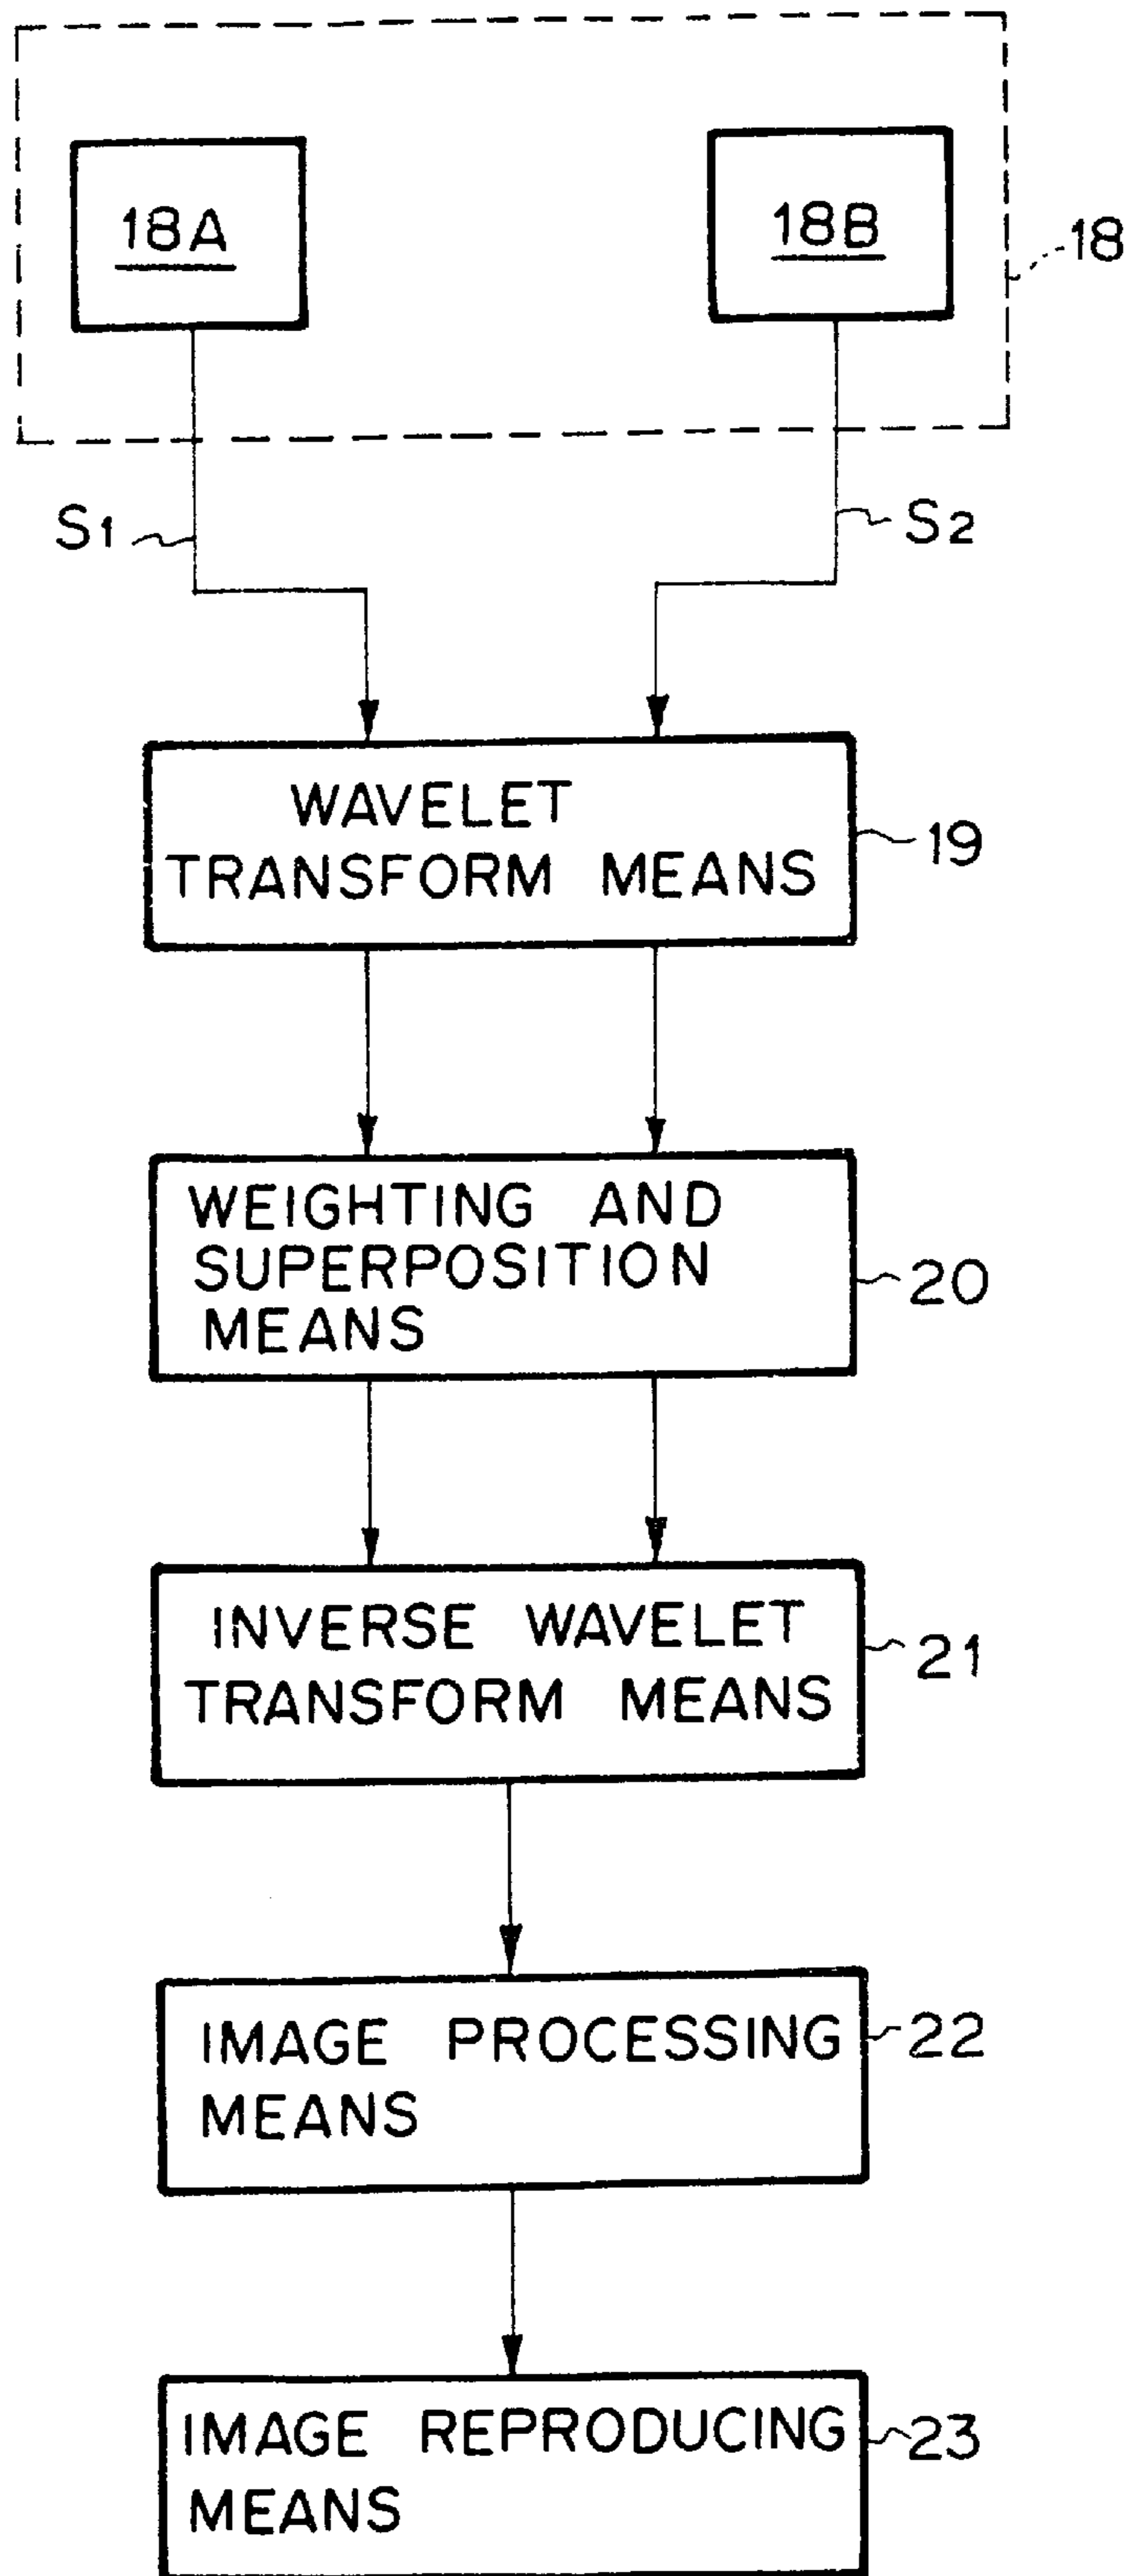 18A
18B
18
S1
S2
WAVELET
TRANSFORM MEANS
19
WEIGHTING AND
SUPERPOSITION
MEANS
20
INVERSE WAVELET
TRANSFORM MEANS
21
IMAGE PROCESSING
MEANS
22
IMAGE REPRODUCING
MEANS
23